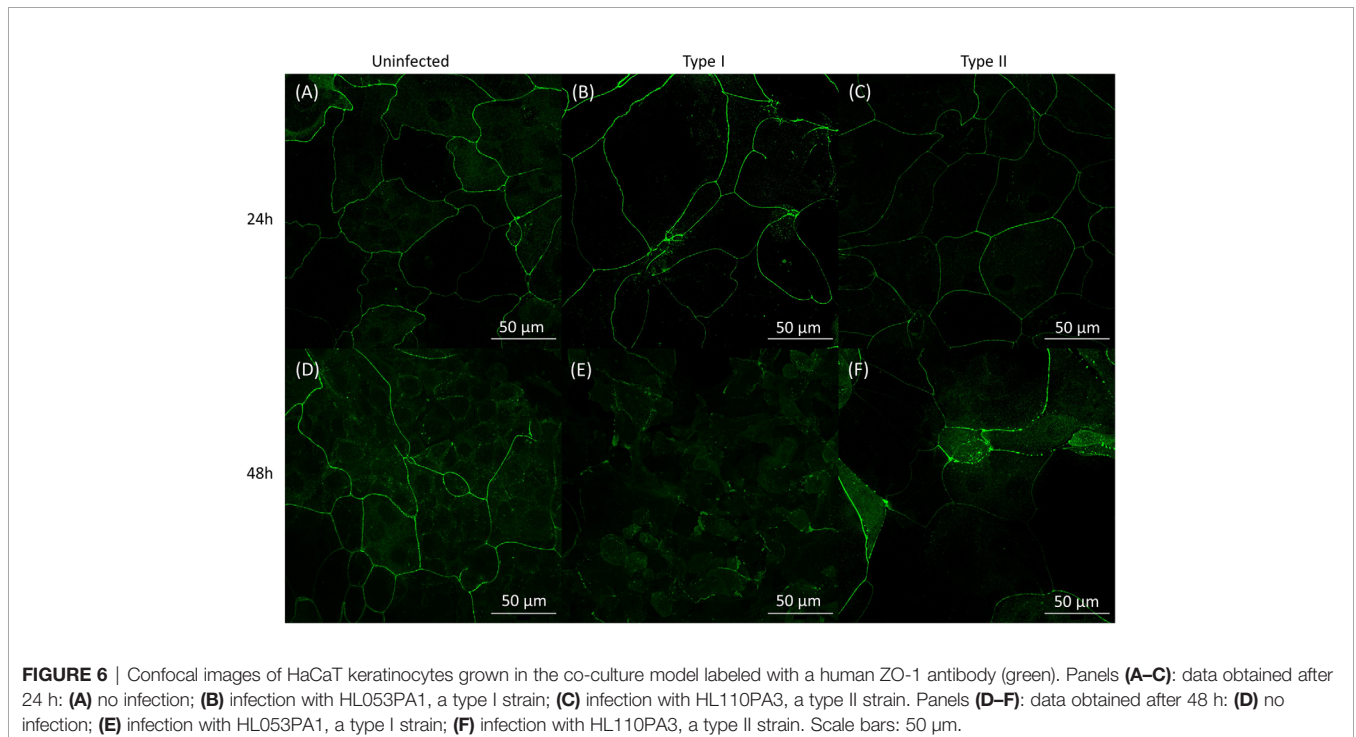 Uninfected Type I Type II
(A) (B) (C)
24h
50 µm 50 µm 50 µm
(D) (E) (F)
48h
50 µm 50 µm 50 µm
FIGURE 6 | Confocal images of HaCaT keratinocytes grown in the co-culture model labeled with a human ZO-1 antibody (green). Panels (A–C): data obtained after
24 h: (A) no infection; (B) infection with HL053PA1, a type I strain; (C) infection with HL110PA3, a type II strain. Panels (D–F): data obtained after 48 h: (D) no
infection; (E) infection with HL053PA1, a type I strain; (F) infection with HL110PA3, a type II strain. Scale bars: 50 µm.